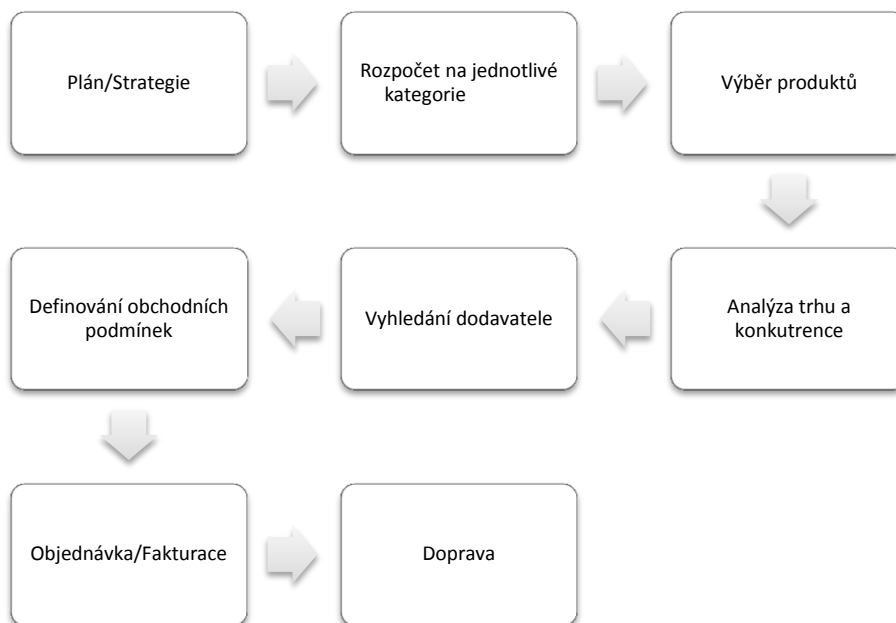 Plán/Strategie
Rozpočet na jednotlivé
kategorie
Výběr produktů
Analýza trhu a
konkutrence
Vyhledání dodavatele
Definování obchodních
podmínek
Objednávka/Fakturace
Doprava